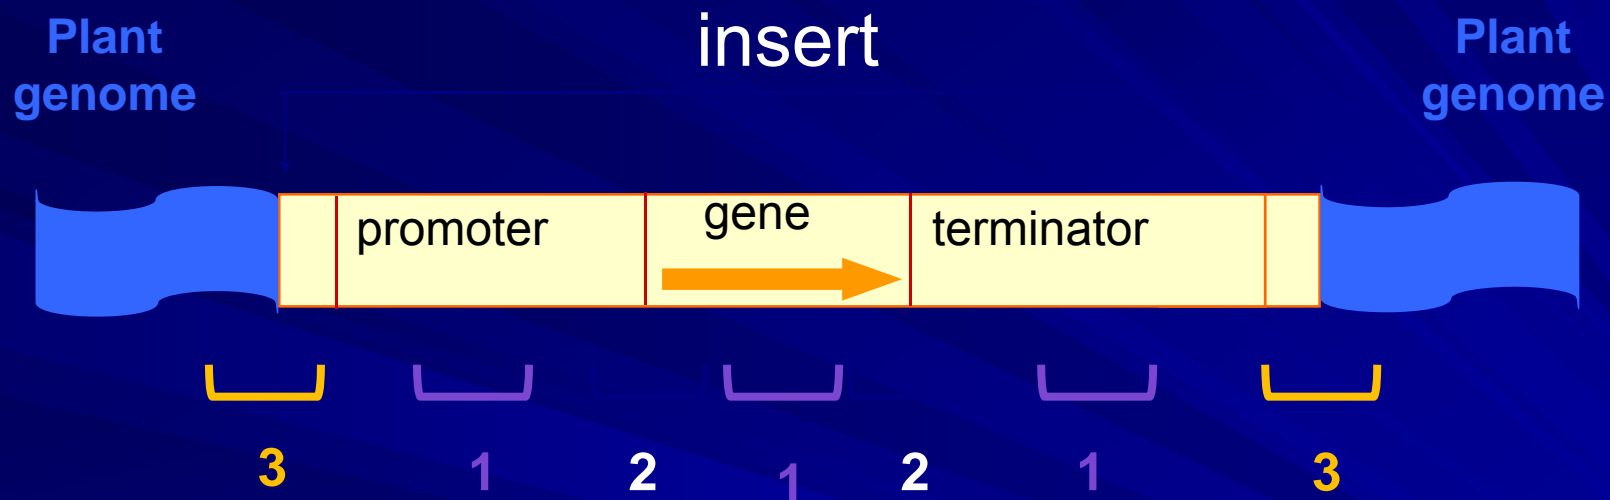 Plant
genome
insert
Plant
genome
promoter
gene
terminator
3
1
2
1
2
1
3